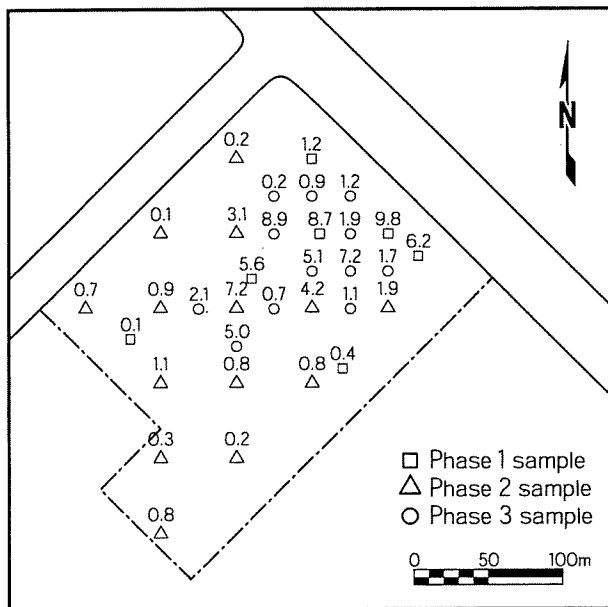 N
0.2 1.2
0.2 0.9 1.2
0.1 3.1 8.9 8.7 1.9 9.8
6.2
5.6 5.1 7.2 1.7
0.7 0.9 2.1 7.2 0.7 4.2 1.1 1.9
0.1 5.0
1.1 0.8 0.8 0.4
0.3 0.2
0.8
Phase 1 sample
Phase 2 sample
Phase 3 sample
0 50 100m